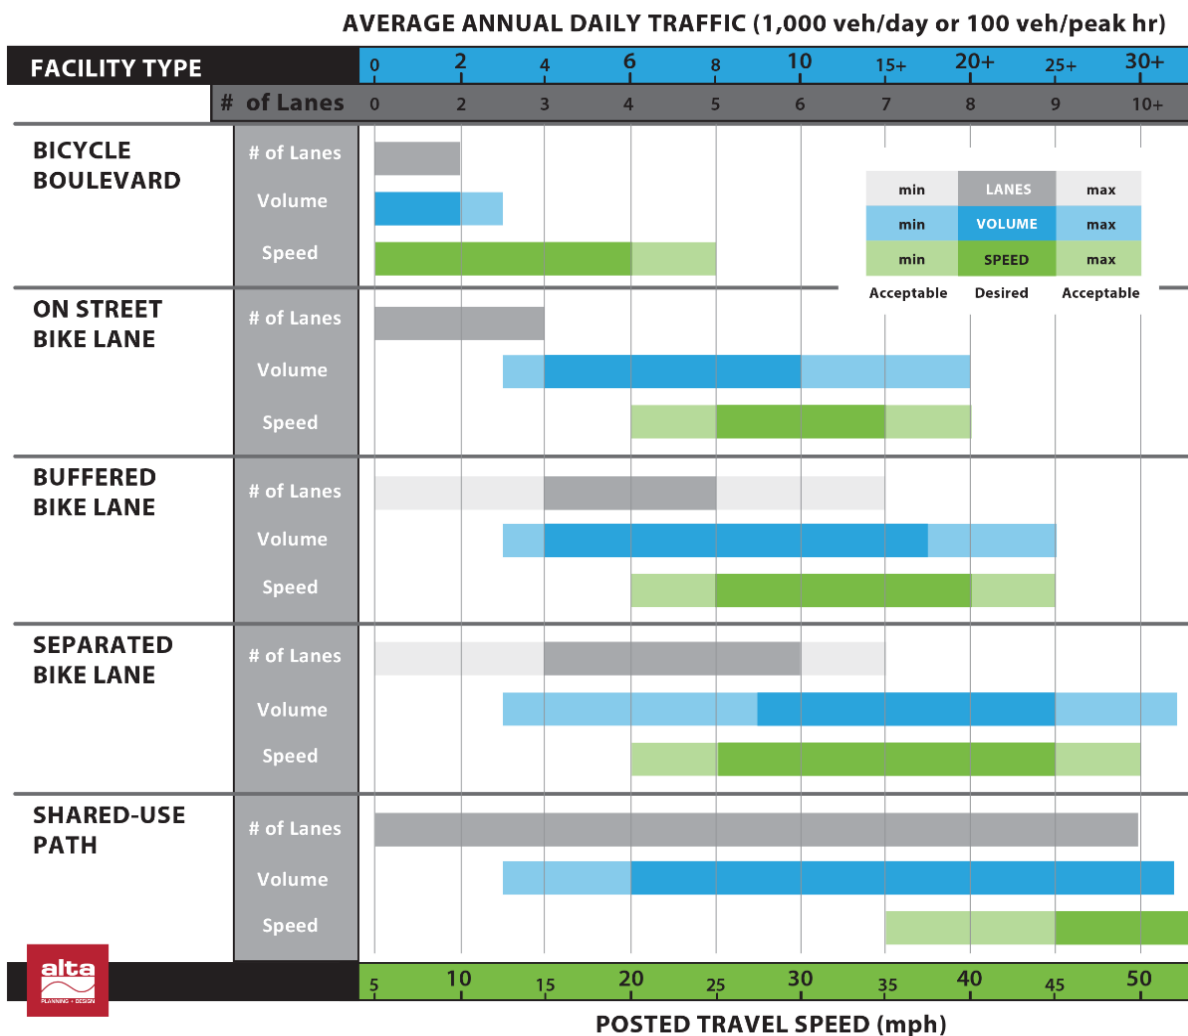 AVERAGE ANNUAL DAILY TRAFFIC (1,000 veh/day or 100 veh/peak hr)
FACILITY TYPE 0 2 4 6 8 10 15+ 20+ 25+ 30+
# of Lanes 0 2 3 4 5 6 7 8 9 10+
BICYCLE
BOULEVARD
# of Lanes
Volume
Speed
min LANES max
min VOLUME max
min SPEED max
Acceptable Desired Acceptable
ON STREET
BIKE LANE
# of Lanes
Volume
Speed
BUFFERED
BIKE LANE
# of Lanes
Volume
Speed
SEPARATED
BIKE LANE
# of Lanes
Volume
Speed
SHARED-USE
PATH
# of Lanes
Volume
Speed
alta
PLANNING + DESIGN
5 10 15 20 25 30 35 40 45 50
POSTED TRAVEL SPEED (mph)